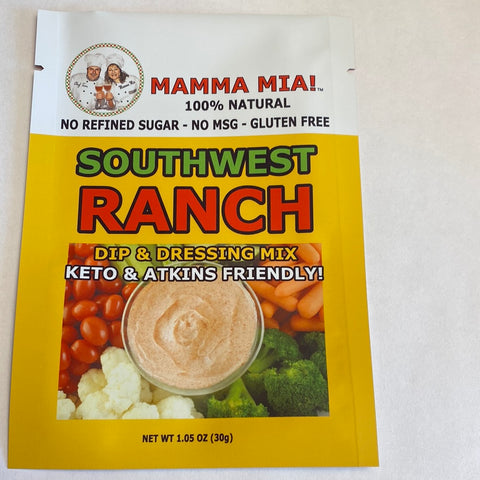 MAMMA MIA!™
100% NATURAL
NO REFINED SUGAR - NO MSG - GLUTEN FREE
SOUTHWEST
RANCH
DIP & DRESSING MIX
KETO & ATKINS FRIENDLY!
NET WT 1.05 OZ (30g)